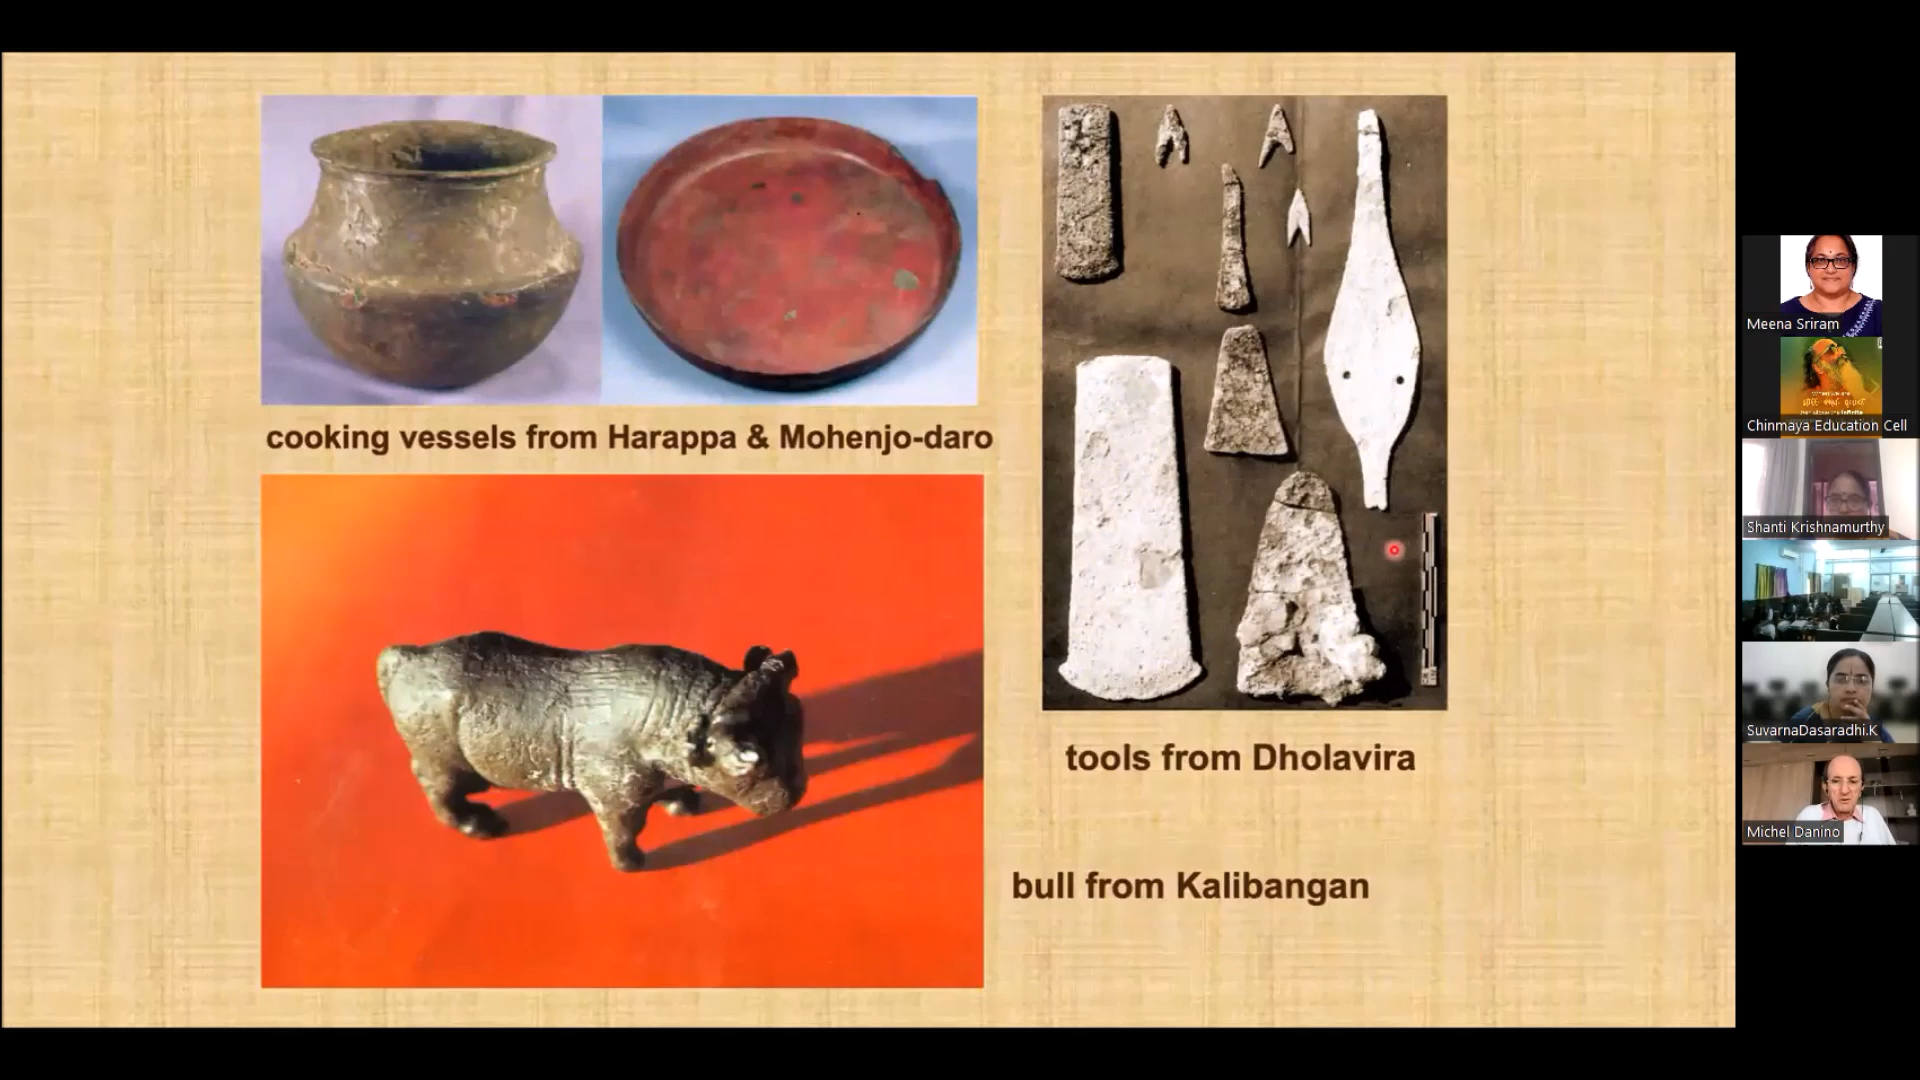 cooking vessels from Harappa & Mohenjo-daro
tools from Dholavira
bull from Kalibangan
Meena Sriram
Chinmaya Education Cell
Shanti Krishnamurthy
SuvarnaDasaradhi.K
Michel Danino